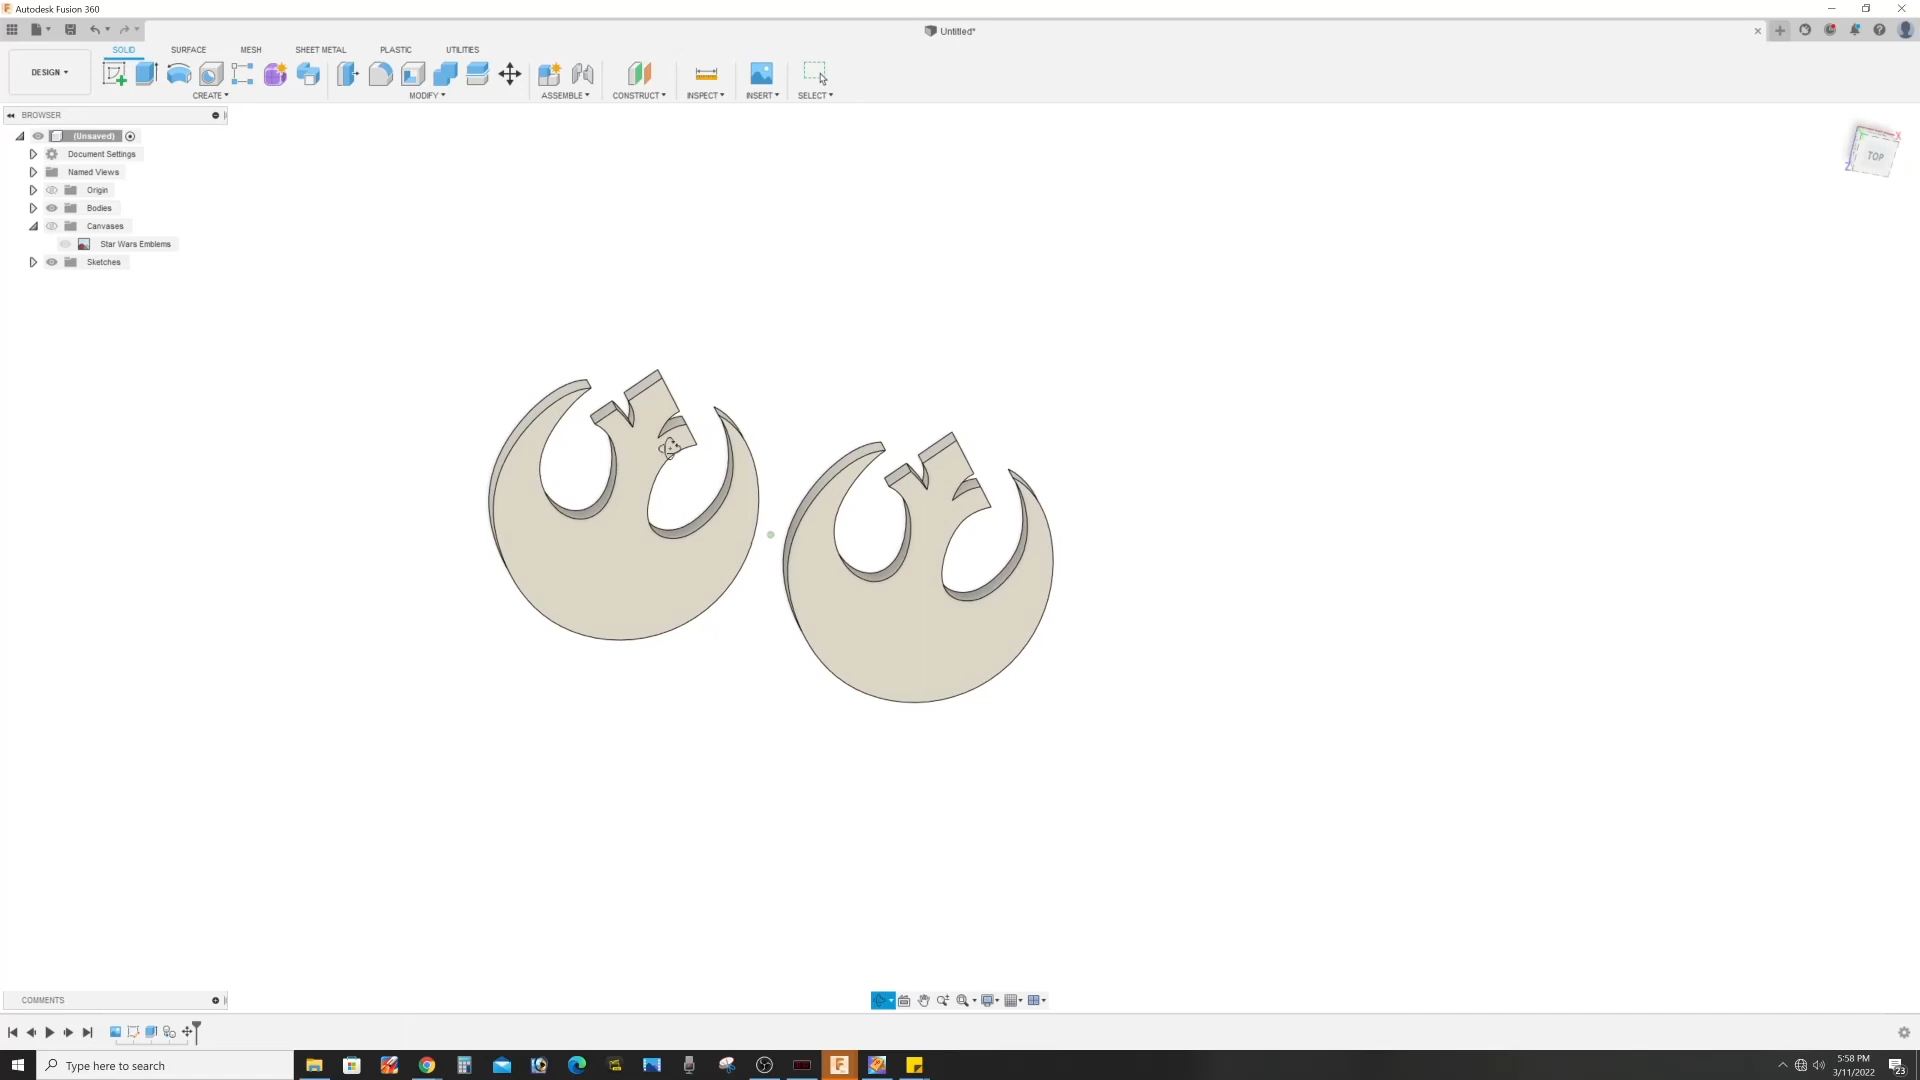 Autodesk Fusion 360
Untitled*
SOLID SURFACE MESH SHEET METAL PLASTIC UTILITIES
DESIGN
CREATE MODIFY ASSEMBLE CONSTRUCT INSPECT INSERT SELECT
BROWSER
(Unsaved)
Document Settings
Named Views
Origin
Bodies
Canvases
Star Wars Emblems
Sketches
TOP
X
Z
COMMENTS
Type here to search
5:58 PM
3/11/2022
23